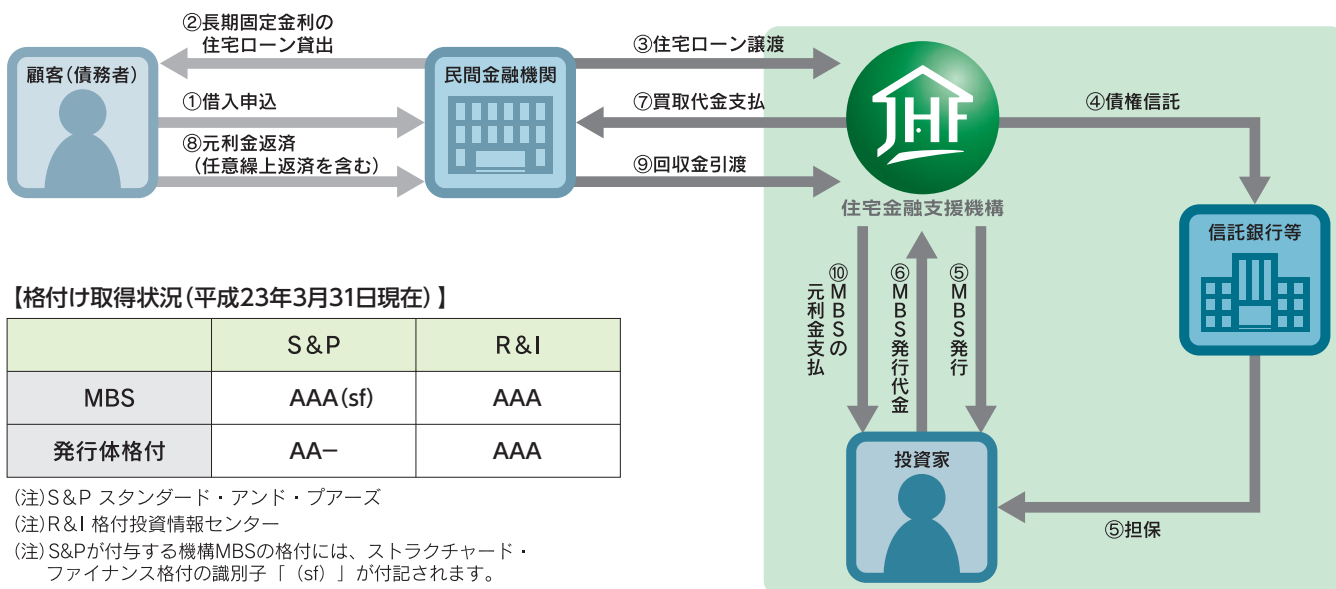 ②長期固定金利の
住宅ローン貸出
顧客(債務者)
①借入申込
⑧元利金返済
(任意繰上返済を含む)
民間金融機関
③住宅ローン譲渡
⑦買取代金支払
⑨回収金引渡
JHF
住宅金融支援機構
④債権信託
信託銀行等
⑩MBSの
元利金支払
⑥MBS発行代金
⑤MBS発行
投資家
⑤担保
【格付け取得状況(平成23年3月31日現在)】
S&P R&I
MBS AAA(sf) AAA
発行体格付 AA− AAA
(注)S&P スタンダード・アンド・プアーズ
(注)R&I 格付投資情報センター
(注)S&Pが付与する機構MBSの格付には、ストラクチャード・
ファイナンス格付の識別子「(sf)」が付記されます。